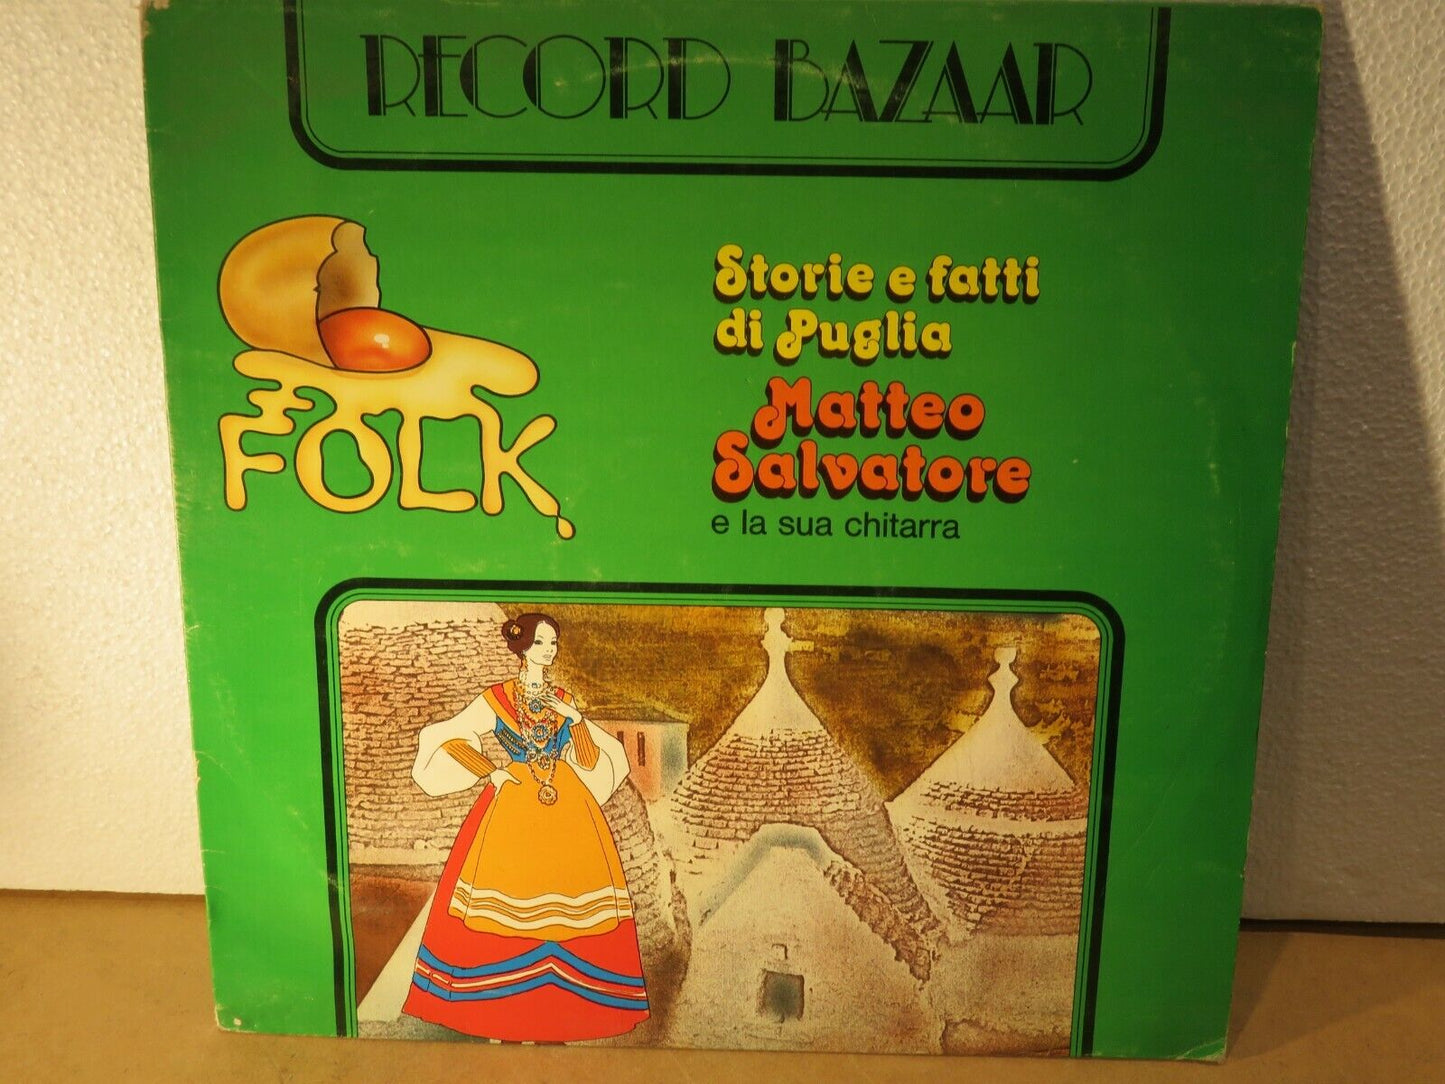 RECORD BAZAAR
FOLK
Storie e fatti
di Puglia
Matteo
Salvatore
e la sua chitarra